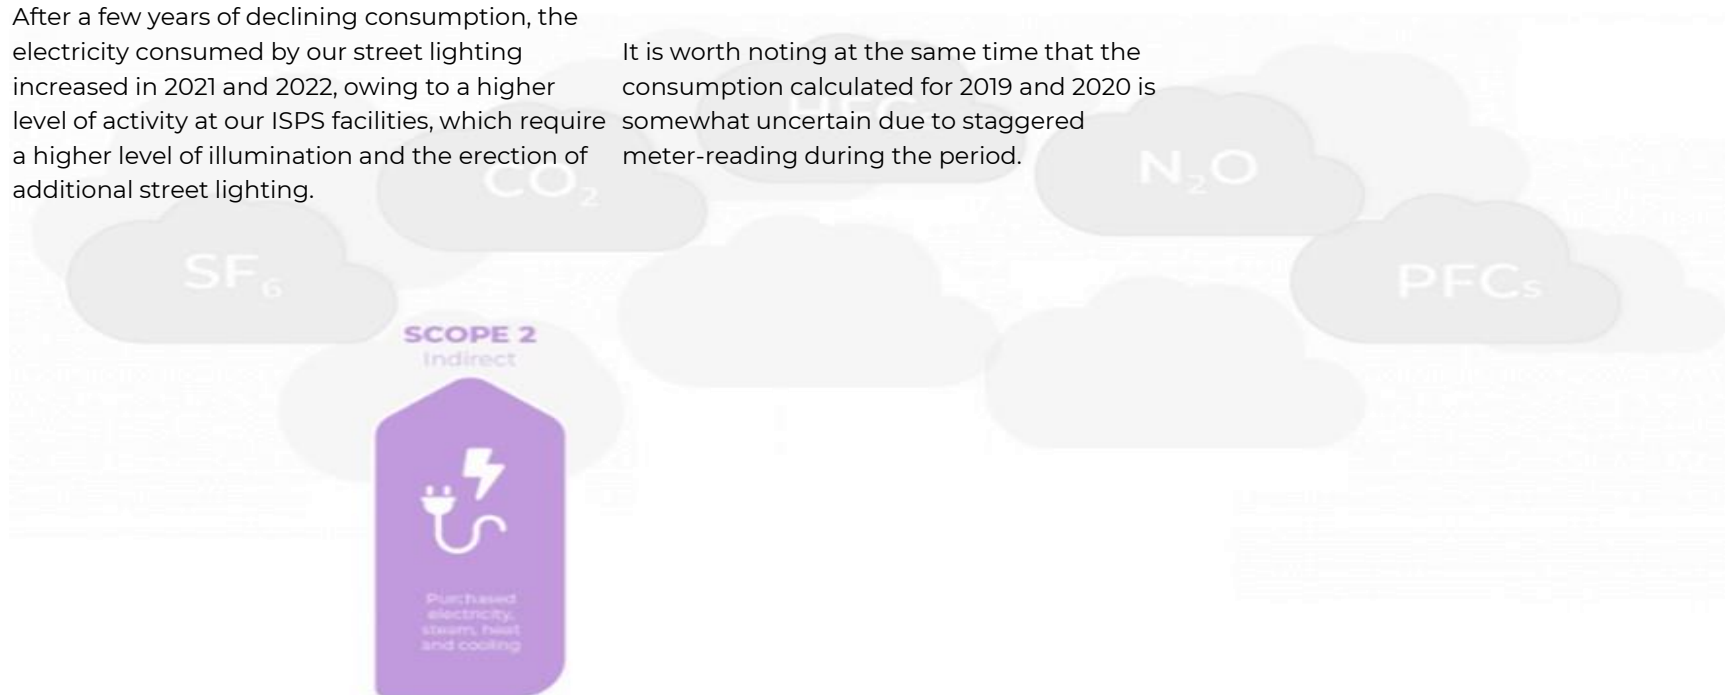 After a few years of declining consumption, the
electricity consumed by our street lighting
increased in 2021 and 2022, owing to a higher
level of activity at our ISPS facilities, which require
a higher level of illumination and the erection of
additional street lighting.
It is worth noting at the same time that the
consumption calculated for 2019 and 2020 is
somewhat uncertain due to staggered
meter-reading during the period.
CO₂
N₂O
SF₆
PFCs
SCOPE 2
Indirect
Purchased
electricity,
steam, heat
and cooling